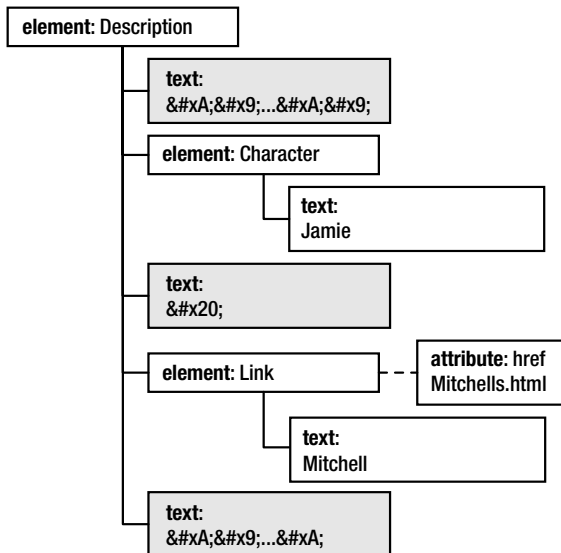 element: Description
text:
&#xA;&#x9;...&#xA;&#x9;
element: Character
text:
Jamie
text:
&#x20;
element: Link
attribute: href
Mitchells.html
text:
Mitchell
text:
&#xA;&#x9;...&#xA;